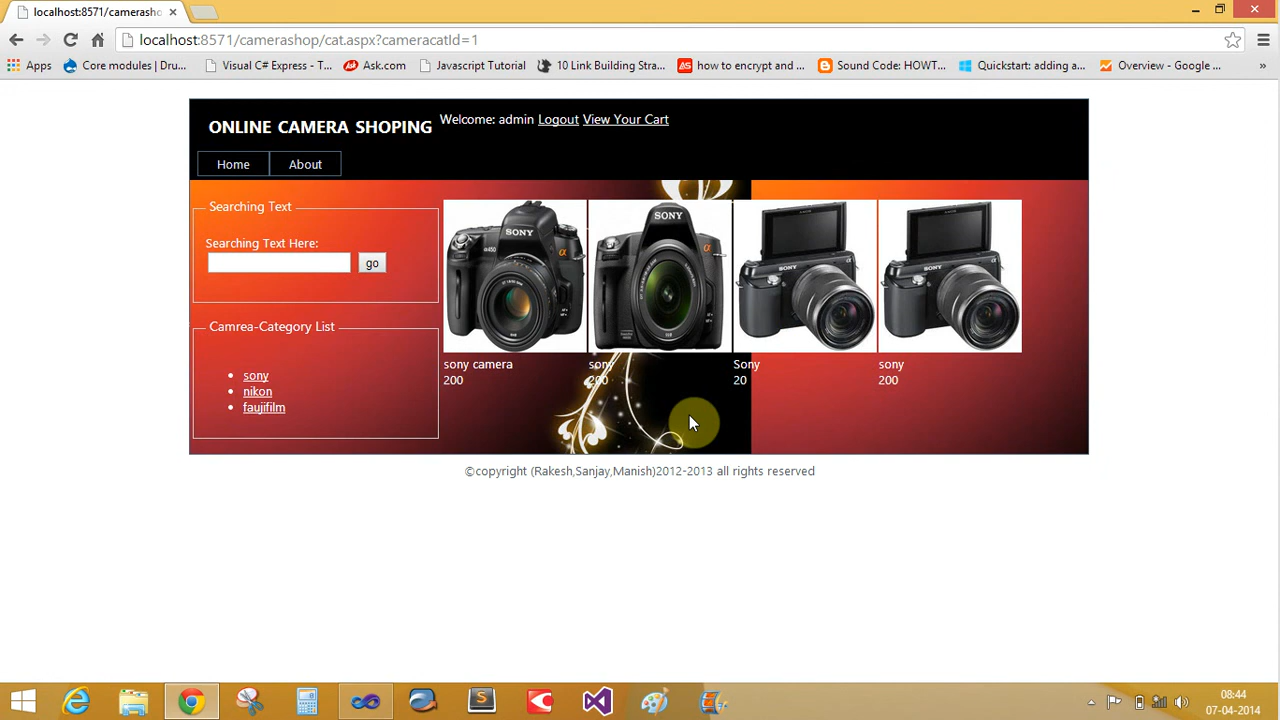 localhost:8571/camerasho
localhost:8571/camerashop/cat.aspx?cameracatId=1
Apps Core modules | Dru... Visual C# Express - T... Ask.com Javascript Tutorial 10 Link Building Stra... how to encrypt and ... Sound Code: HOWT... Quickstart: adding a... Overview - Google ... »
ONLINE CAMERA SHOPING Welcome: admin Logout View Your Cart
Home About
Searching Text
Searching Text Here:
go
Camrea-Category List
sony
nikon
faujifilm
SONY
α
SONY
α
SONY
SONY
sony camera
200
sony
200
Sony
20
sony
200
©copyright (Rakesh,Sanjay,Manish)2012-2013 all rights reserved
08:44
07-04-2014